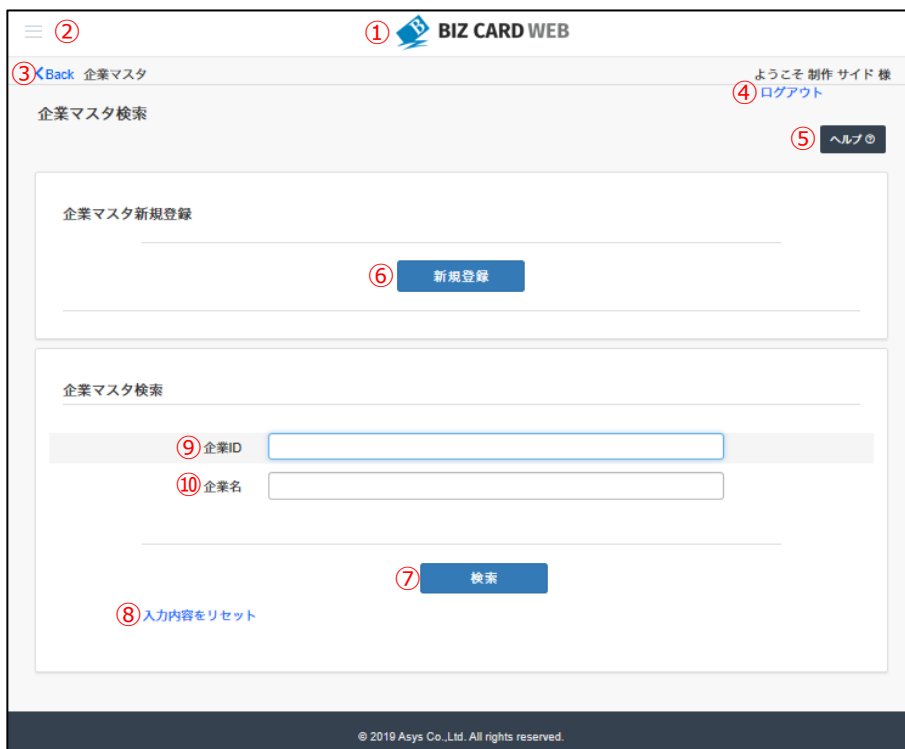 ② ① BIZ CARD WEB
③ Back 企業マスタ ようこそ 制作 サイド 様
④ ログアウト
企業マスタ検索
⑤ ヘルプ
企業マスタ新規登録
⑥ 新規登録
企業マスタ検索
⑨ 企業ID
⑩ 企業名
⑦ 検索
⑧ 入力内容をリセット
© 2019 Asys Co.,Ltd. All rights reserved.